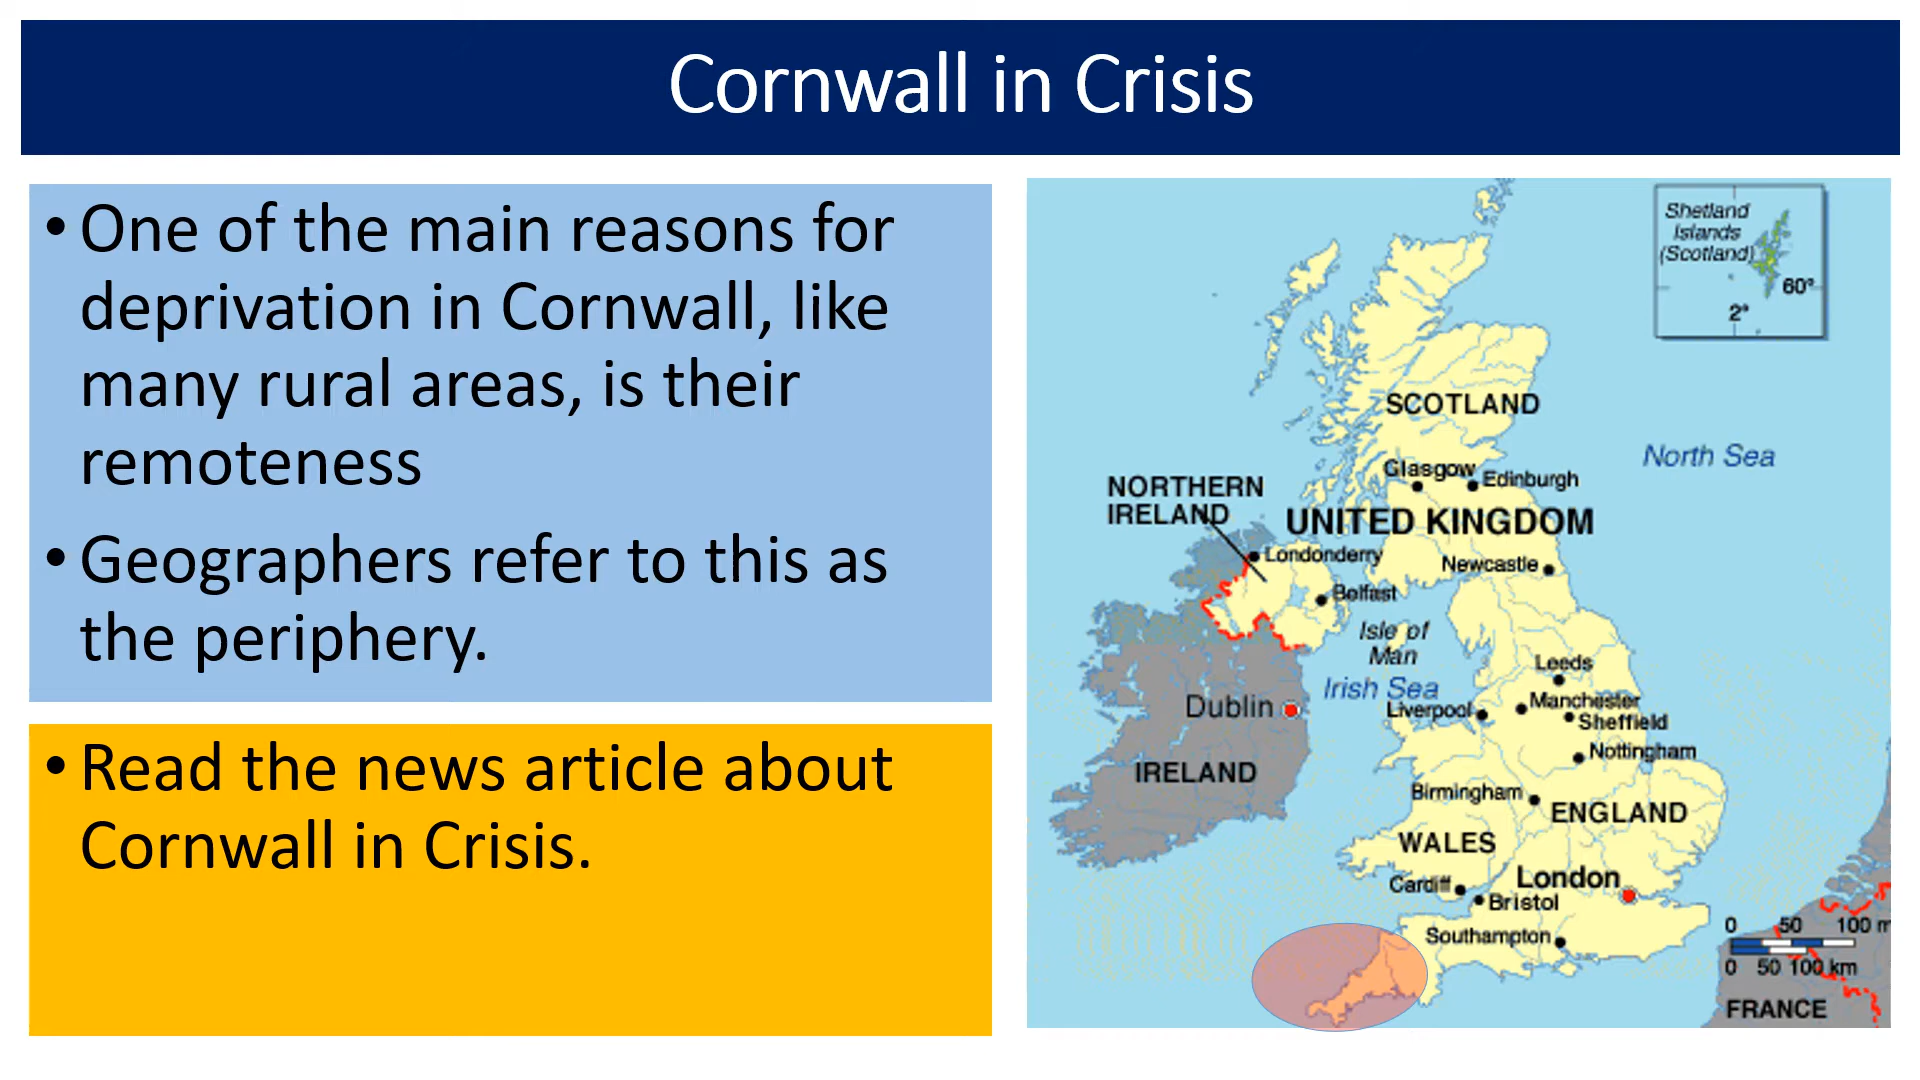 Cornwall in Crisis
• One of the main reasons for
deprivation in Cornwall, like
many rural areas, is their
remoteness
• Geographers refer to this as
the periphery.
• Read the news article about
Cornwall in Crisis.
Shetland
Islands
(Scotland)
60°
2°
SCOTLAND
North Sea
Glasgow
Edinburgh
NORTHERN
IRELAND
UNITED KINGDOM
Londonderry
Newcastle
Belfast
Isle of
Man
Leeds
Irish Sea
Dublin
Liverpool
Manchester
Sheffield
Nottingham
IRELAND
Birmingham
ENGLAND
WALES
London
Cardiff
Bristol
Southampton
0 50 100 m
0 50 100 km
FRANCE